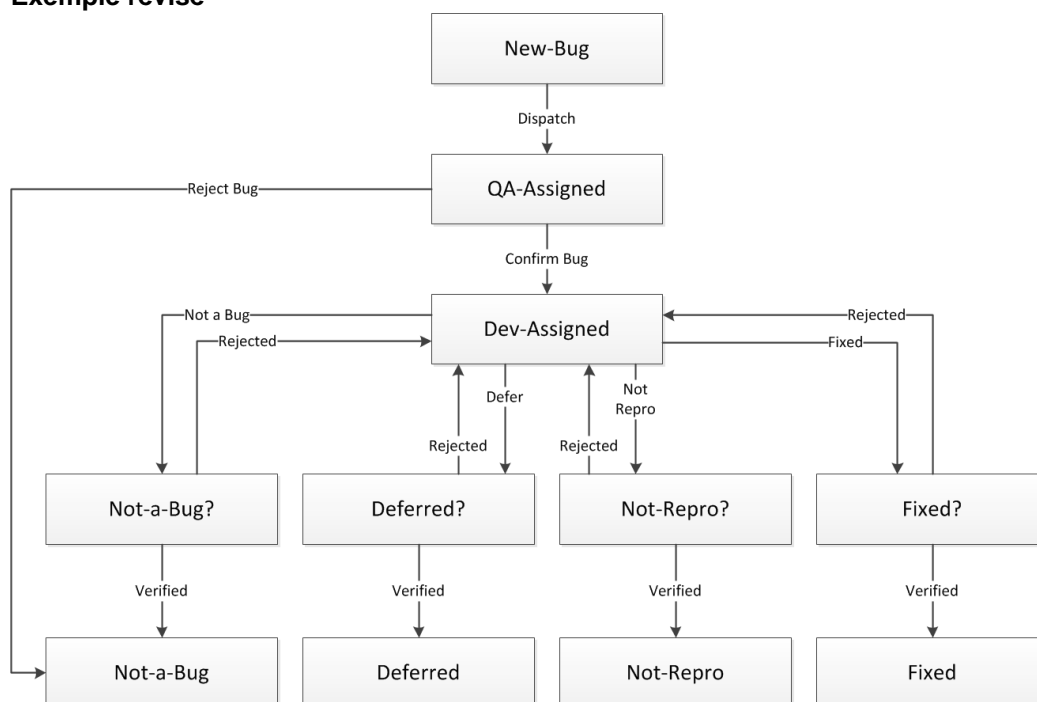 Exemple révisé
New-Bug
Dispatch
Reject Bug
QA-Assigned
Confirm Bug
Not a Bug
Rejected
Dev-Assigned
Rejected
Fixed
Defer
Not
Repro
Rejected
Rejected
Not-a-Bug?
Deferred?
Not-Repro?
Fixed?
Verified
Verified
Verified
Verified
Not-a-Bug
Deferred
Not-Repro
Fixed